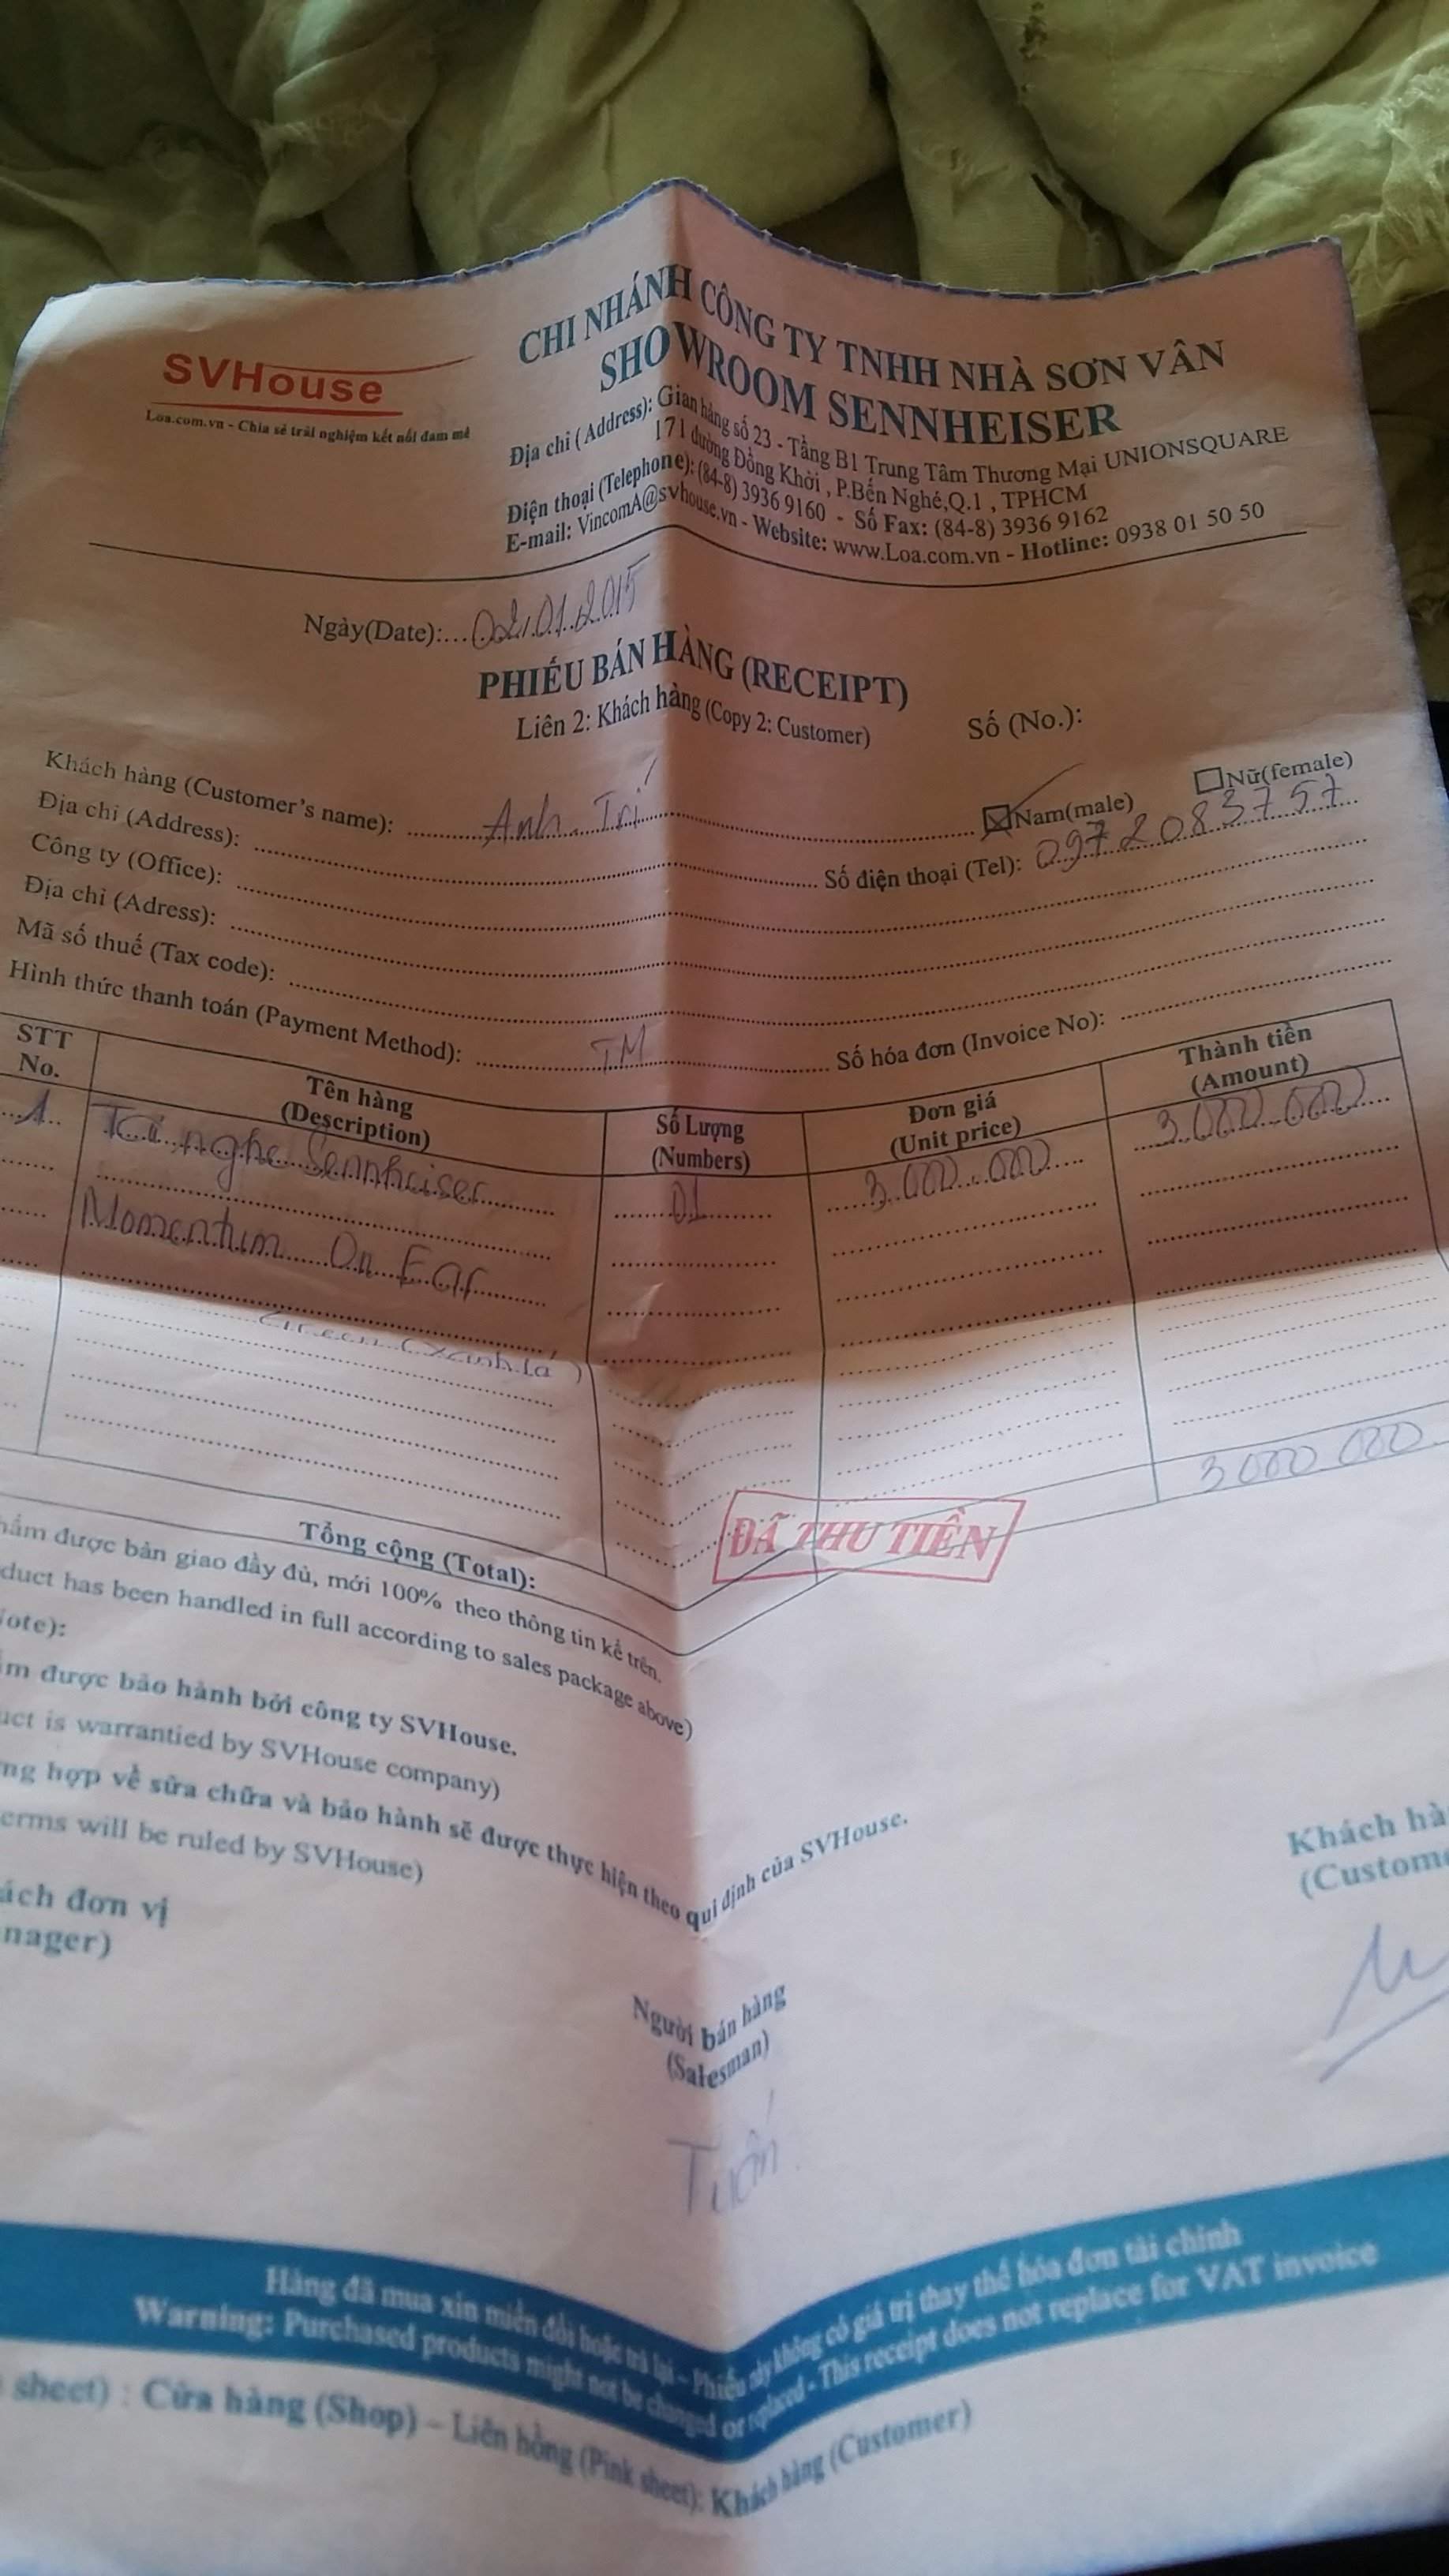 CHI NHÁNH CÔNG TY TNHH NHÀ SƠN VÂN
SHOWROOM SENNHEISER
SVHouse
Loa.com.vn - Chia sẻ trải nghiệm kết nối đam mê
Địa chỉ (Address): Gian hàng số 23 - Tầng B1 Trung Tâm Thương Mại UNIONSQUARE
171 đường Đồng Khởi, P.Bến Nghé,Q.1, TPHCM
Điện thoại (Telephone): (84-8) 3936 9160 - Số Fax: (84-8) 3936 9162
E-mail: VincomA@svhouse.vn - Website: www.Loa.com.vn - Hotline: 0938 01 50 50
Ngày(Date): 02.01.2015
PHIẾU BÁN HÀNG (RECEIPT)
Liên 2: Khách hàng (Copy 2: Customer)
Số (No.):
Khách hàng (Customer's name): Anh Trí Nam(male) Nữ(female)
Địa chỉ (Address): Số điện thoại (Tel): 0972083757
Công ty (Office):
Địa chỉ (Adress):
Mã số thuế (Tax code):
Hình thức thanh toán (Payment Method): TM Số hóa đơn (Invoice No):
STT Tên hàng Số Lượng Đơn giá Thành tiền
No. (Description) (Numbers) (Unit price) (Amount)
1 Tai nghe Sennheiser 01 3.000.000 3.000.000
Momentum On Ear
Green (xanh lá)
Tổng cộng (Total): 3000 000
ĐÃ THU TIỀN
được bàn giao đầy đủ, mới 100% theo thông tin kể trên.
has been handled in full according to sales package above)
được bảo hành bởi công ty SVHouse.
is warrantied by SVHouse company)
hợp về sửa chữa và bảo hành sẽ được thực hiện theo qui định của SVHouse.
will be ruled by SVHouse)
đơn vị Người bán hàng Khách
(Salesman)
Tuấn
Hàng đã mua xin miễn đổi hoặc trả lại - Phiếu này không có giá trị thay thế hóa đơn tài chính
Warning: Purchased products might not be changed or replaced - This receipt does not replace for VAT invoice
sheet) : Cửa hàng (Shop) – Liên hồng (Pink sheet): Khách hàng (Customer)